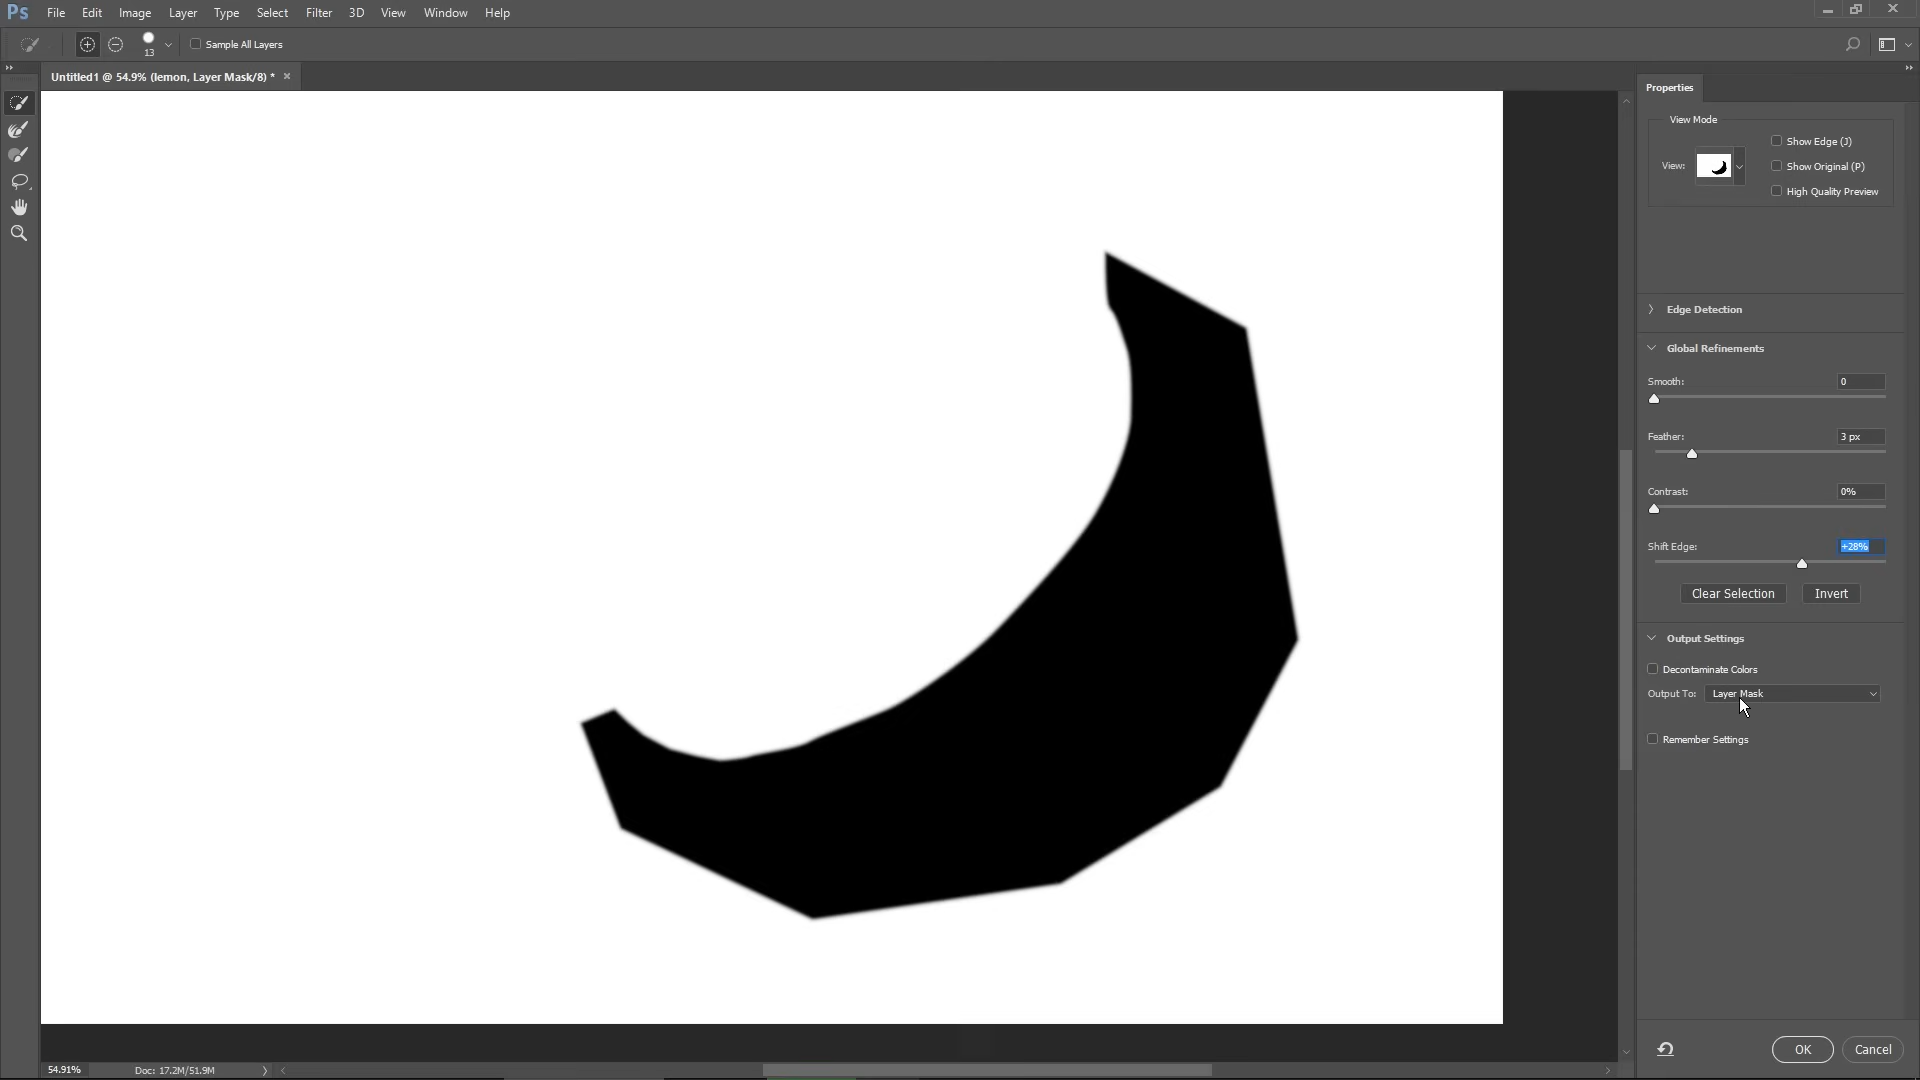 Ps File Edit Image Layer Type Select Filter 3D View Window Help
13 Sample All Layers
Untitled1 @ 54.9% (lemon, Layer Mask/8) *
Properties
View Mode
View:
Show Edge (J)
Show Original (P)
High Quality Preview
Edge Detection
Global Refinements
Smooth: 0
Feather: 3 px
Contrast: 0%
Shift Edge: +28%
Clear Selection Invert
Output Settings
Decontaminate Colors
Output To: Layer Mask
Remember Settings
OK Cancel
54.91% Doc: 17.2M/51.9M